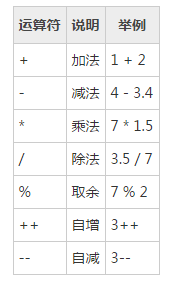 运算符 说明 举例
+ 加法 1 + 2
- 减法 4 - 3.4
* 乘法 7 * 1.5
/ 除法 3.5 / 7
% 取余 7 % 2
++ 自增 3++
-- 自减 3--